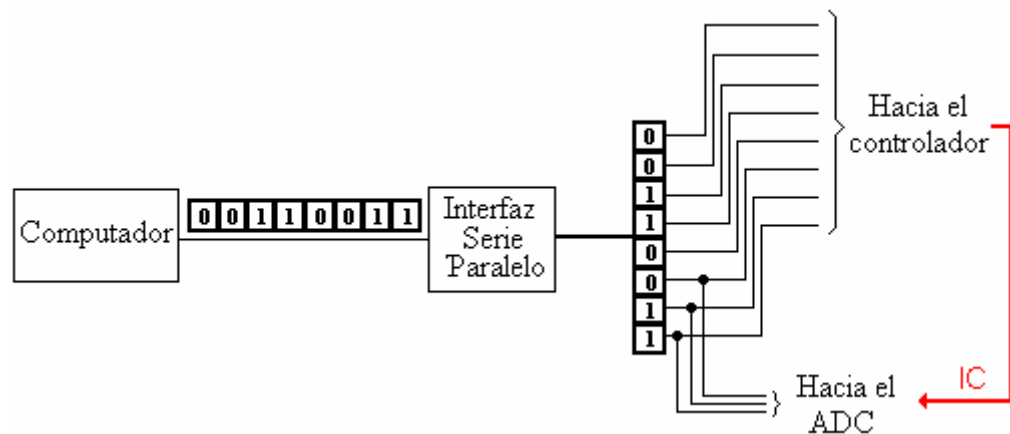 Computador
0 0 1 1 0 0 1 1
Interfaz
Serie
Paralelo
0
0
1
1
0
0
1
1
Hacia el
controlador
IC
Hacia el
ADC